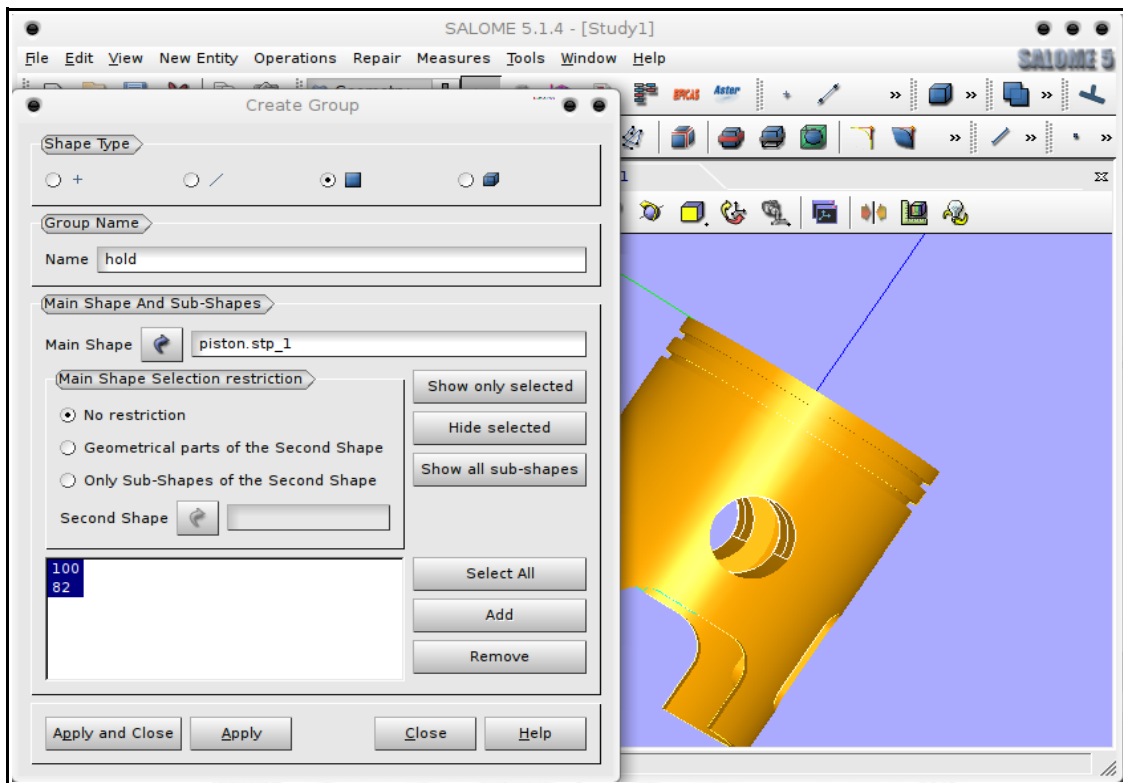 SALOME 5.1.4 - [Study1]
File Edit View New Entity Operations Repair Measures Tools Window Help
SALOME 5
EFICAS Aster
Create Group
Shape Type
Group Name
Name hold
Main Shape And Sub-Shapes
Main Shape piston.stp_1
Main Shape Selection restriction
Show only selected
No restriction
Hide selected
Geometrical parts of the Second Shape
Show all sub-shapes
Only Sub-Shapes of the Second Shape
Second Shape
100
82
Select All
Add
Remove
Apply and Close Apply Close Help